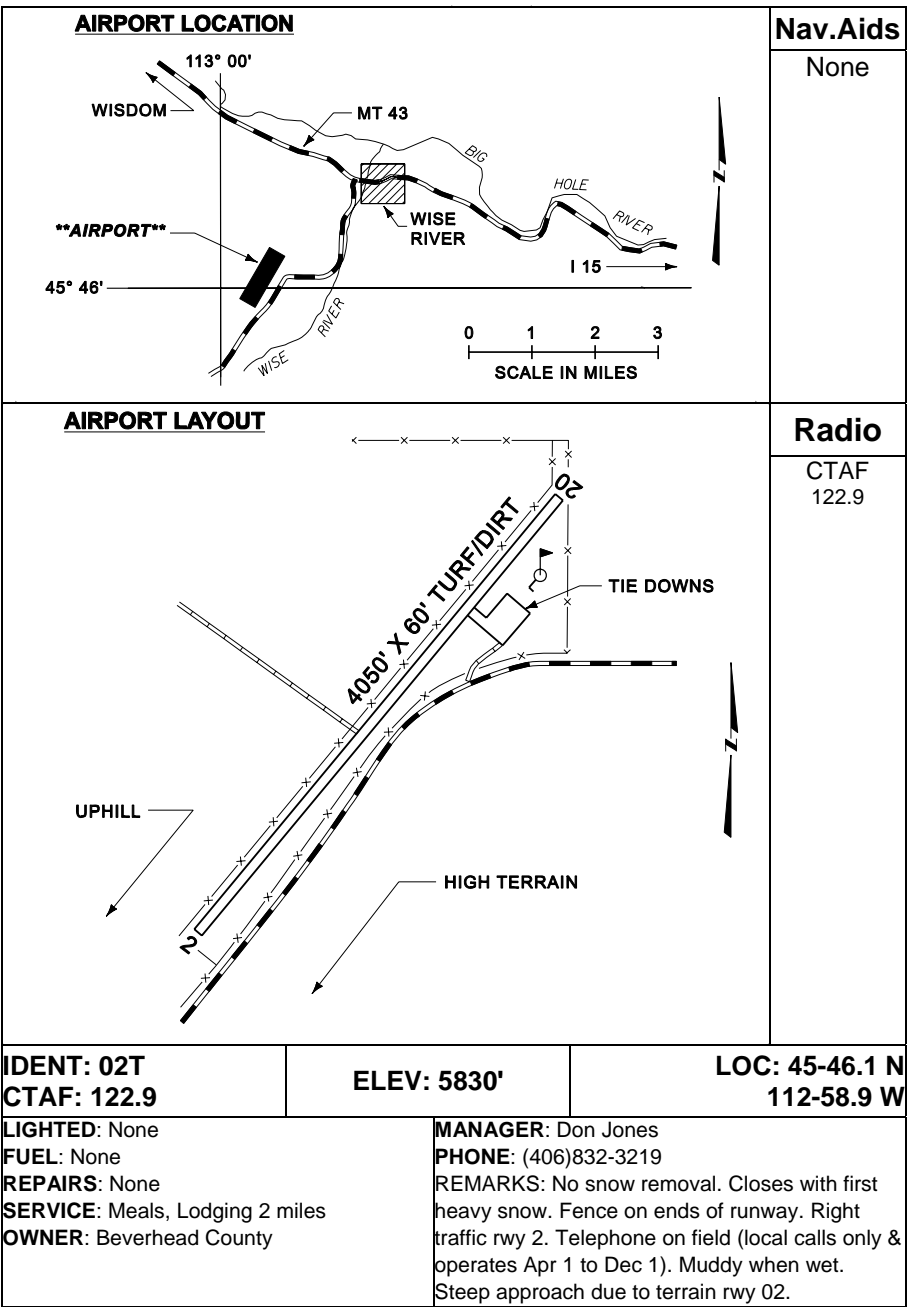 AIRPORT LOCATION
Nav.Aids
None
113° 00'
WISDOM
MT 43
BIG
HOLE
RIVER
N
**AIRPORT**
WISE
RIVER
I 15
45° 46'
WISE
RIVER
0 1 2 3
SCALE IN MILES
AIRPORT LAYOUT
Radio
CTAF
122.9
20
4050' X 60' TURF/DIRT
TIE DOWNS
N
UPHILL
HIGH TERRAIN
2
IDENT: 02T
CTAF: 122.9
ELEV: 5830'
LOC: 45-46.1 N
112-58.9 W
LIGHTED: None
FUEL: None
REPAIRS: None
SERVICE: Meals, Lodging 2 miles
OWNER: Beverhead County
MANAGER: Don Jones
PHONE: (406)832-3219
REMARKS: No snow removal. Closes with first
heavy snow. Fence on ends of runway. Right
traffic rwy 2. Telephone on field (local calls only &
operates Apr 1 to Dec 1). Muddy when wet.
Steep approach due to terrain rwy 02.